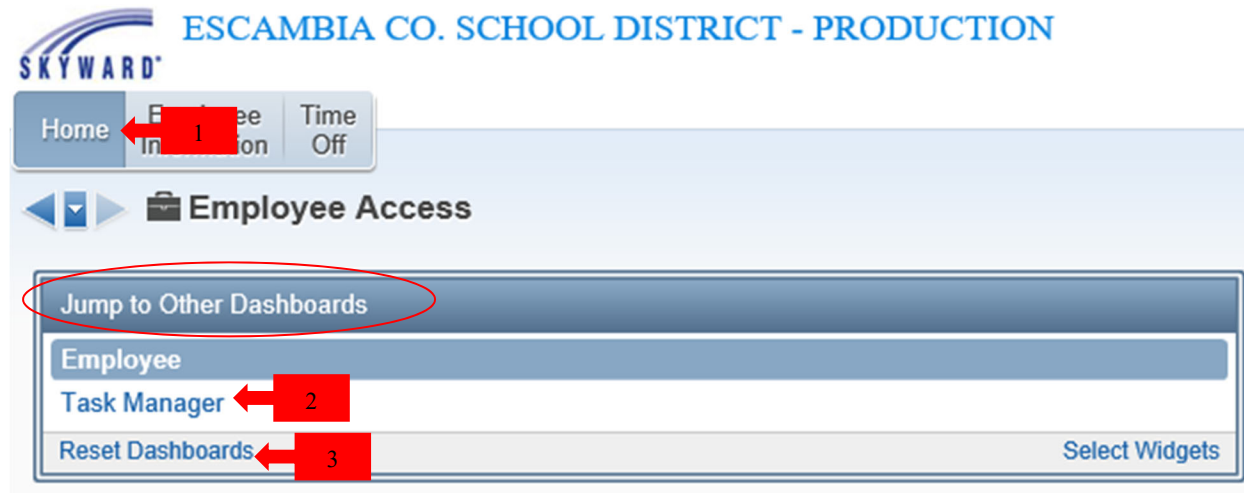 ESCAMBIA CO. SCHOOL DISTRICT - PRODUCTION
SKYWARD
Home
1
Time
Off
Employee Access
Jump to Other Dashboards
Employee
Task Manager
2
Reset Dashboards
3
Select Widgets